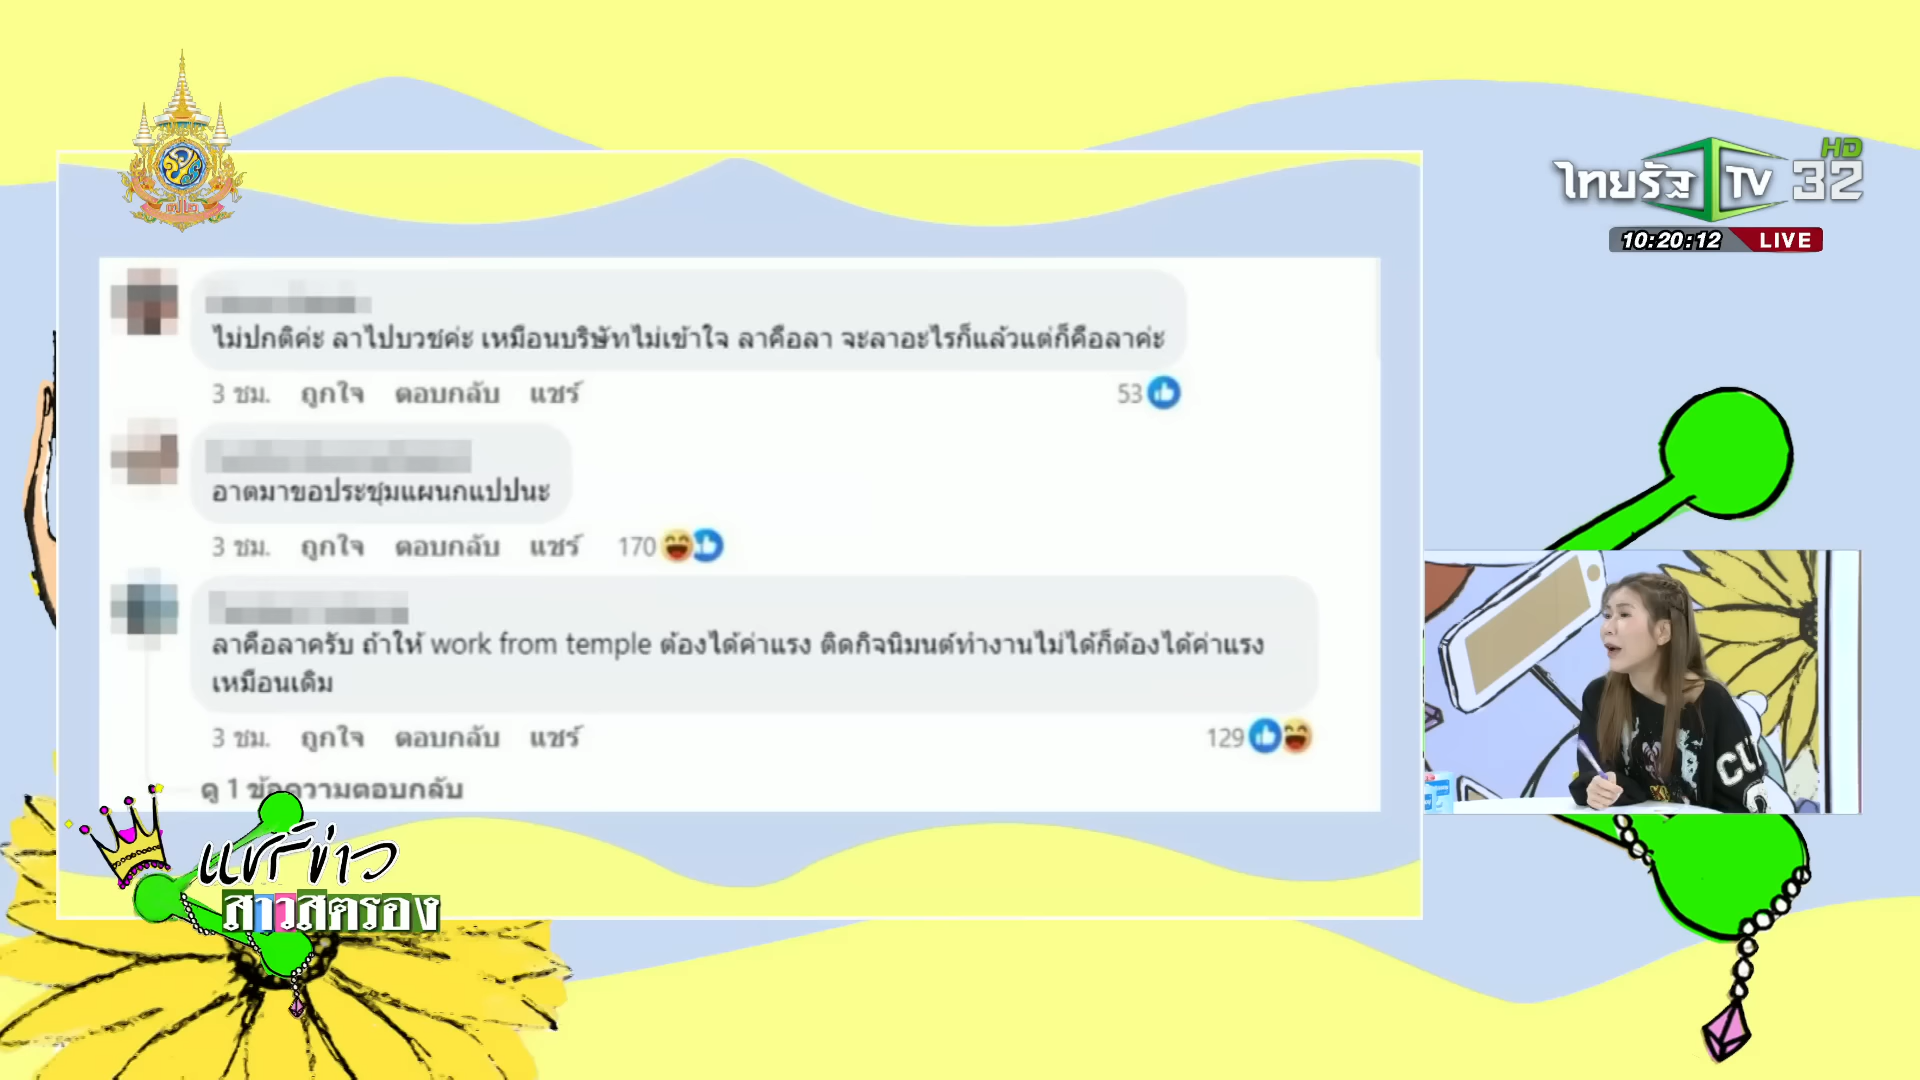 ไทยรัฐ TV 32 HD
10:20:12 LIVE
ไม่ปกติค่ะ ลาไปบวชค่ะ เหมือนบริษัทไม่เข้าใจ ลาคือลา จะลาอะไรก็แล้วแต่ก็คือลาค่ะ
3 ชม. ถูกใจ ตอบกลับ แชร์ 53
อาตมาขอประชุมแผนกแปปนะ
3 ชม. ถูกใจ ตอบกลับ แชร์ 170
ลาคือลาครับ ถ้าให้ work from temple ต้องได้ค่าแรง ติดกิจนิมนต์ทำงานไม่ได้ก็ต้องได้ค่าแรง
เหมือนเดิม
3 ชม. ถูกใจ ตอบกลับ แชร์ 129
ดู 1 ข้อความตอบกลับ
แชร์ข่าว
สาวสตรอง